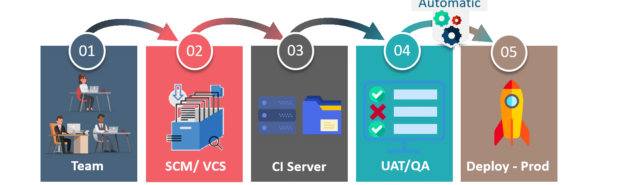 Automatic
01
02
03
04
05
Team
SCM/ VCS
CI Server
UAT/QA
Deploy - Prod